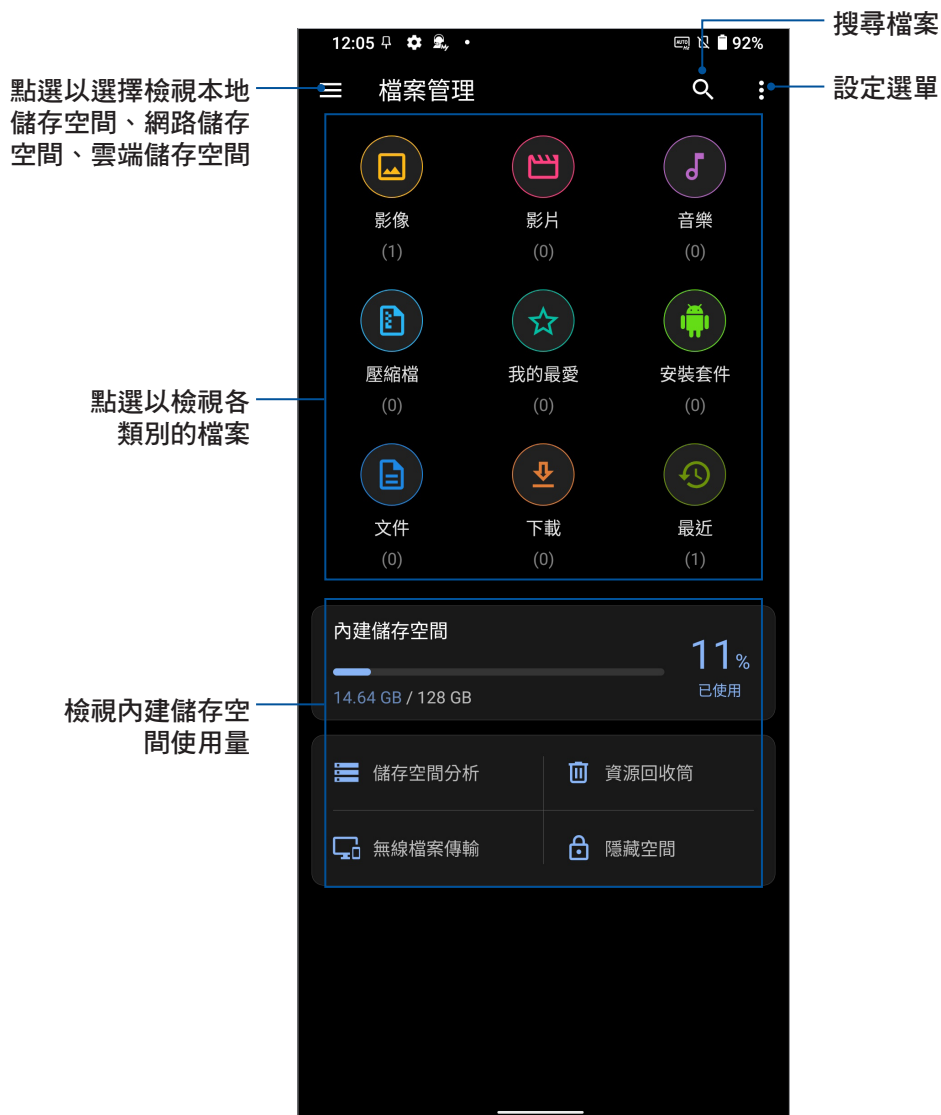 搜尋檔案
12:05
92%
點選以選擇檢視本地
儲存空間、網路儲存
空間、雲端儲存空間
檔案管理
設定選單
影像
影片
音樂
(1)
(0)
(0)
壓縮檔
我的最愛
安裝套件
(0)
(0)
(0)
點選以檢視各
類別的檔案
文件
下載
最近
(0)
(0)
(1)
內建儲存空間
11%
已使用
14.64 GB / 128 GB
檢視內建儲存空
間使用量
儲存空間分析
資源回收筒
無線檔案傳輸
隱藏空間